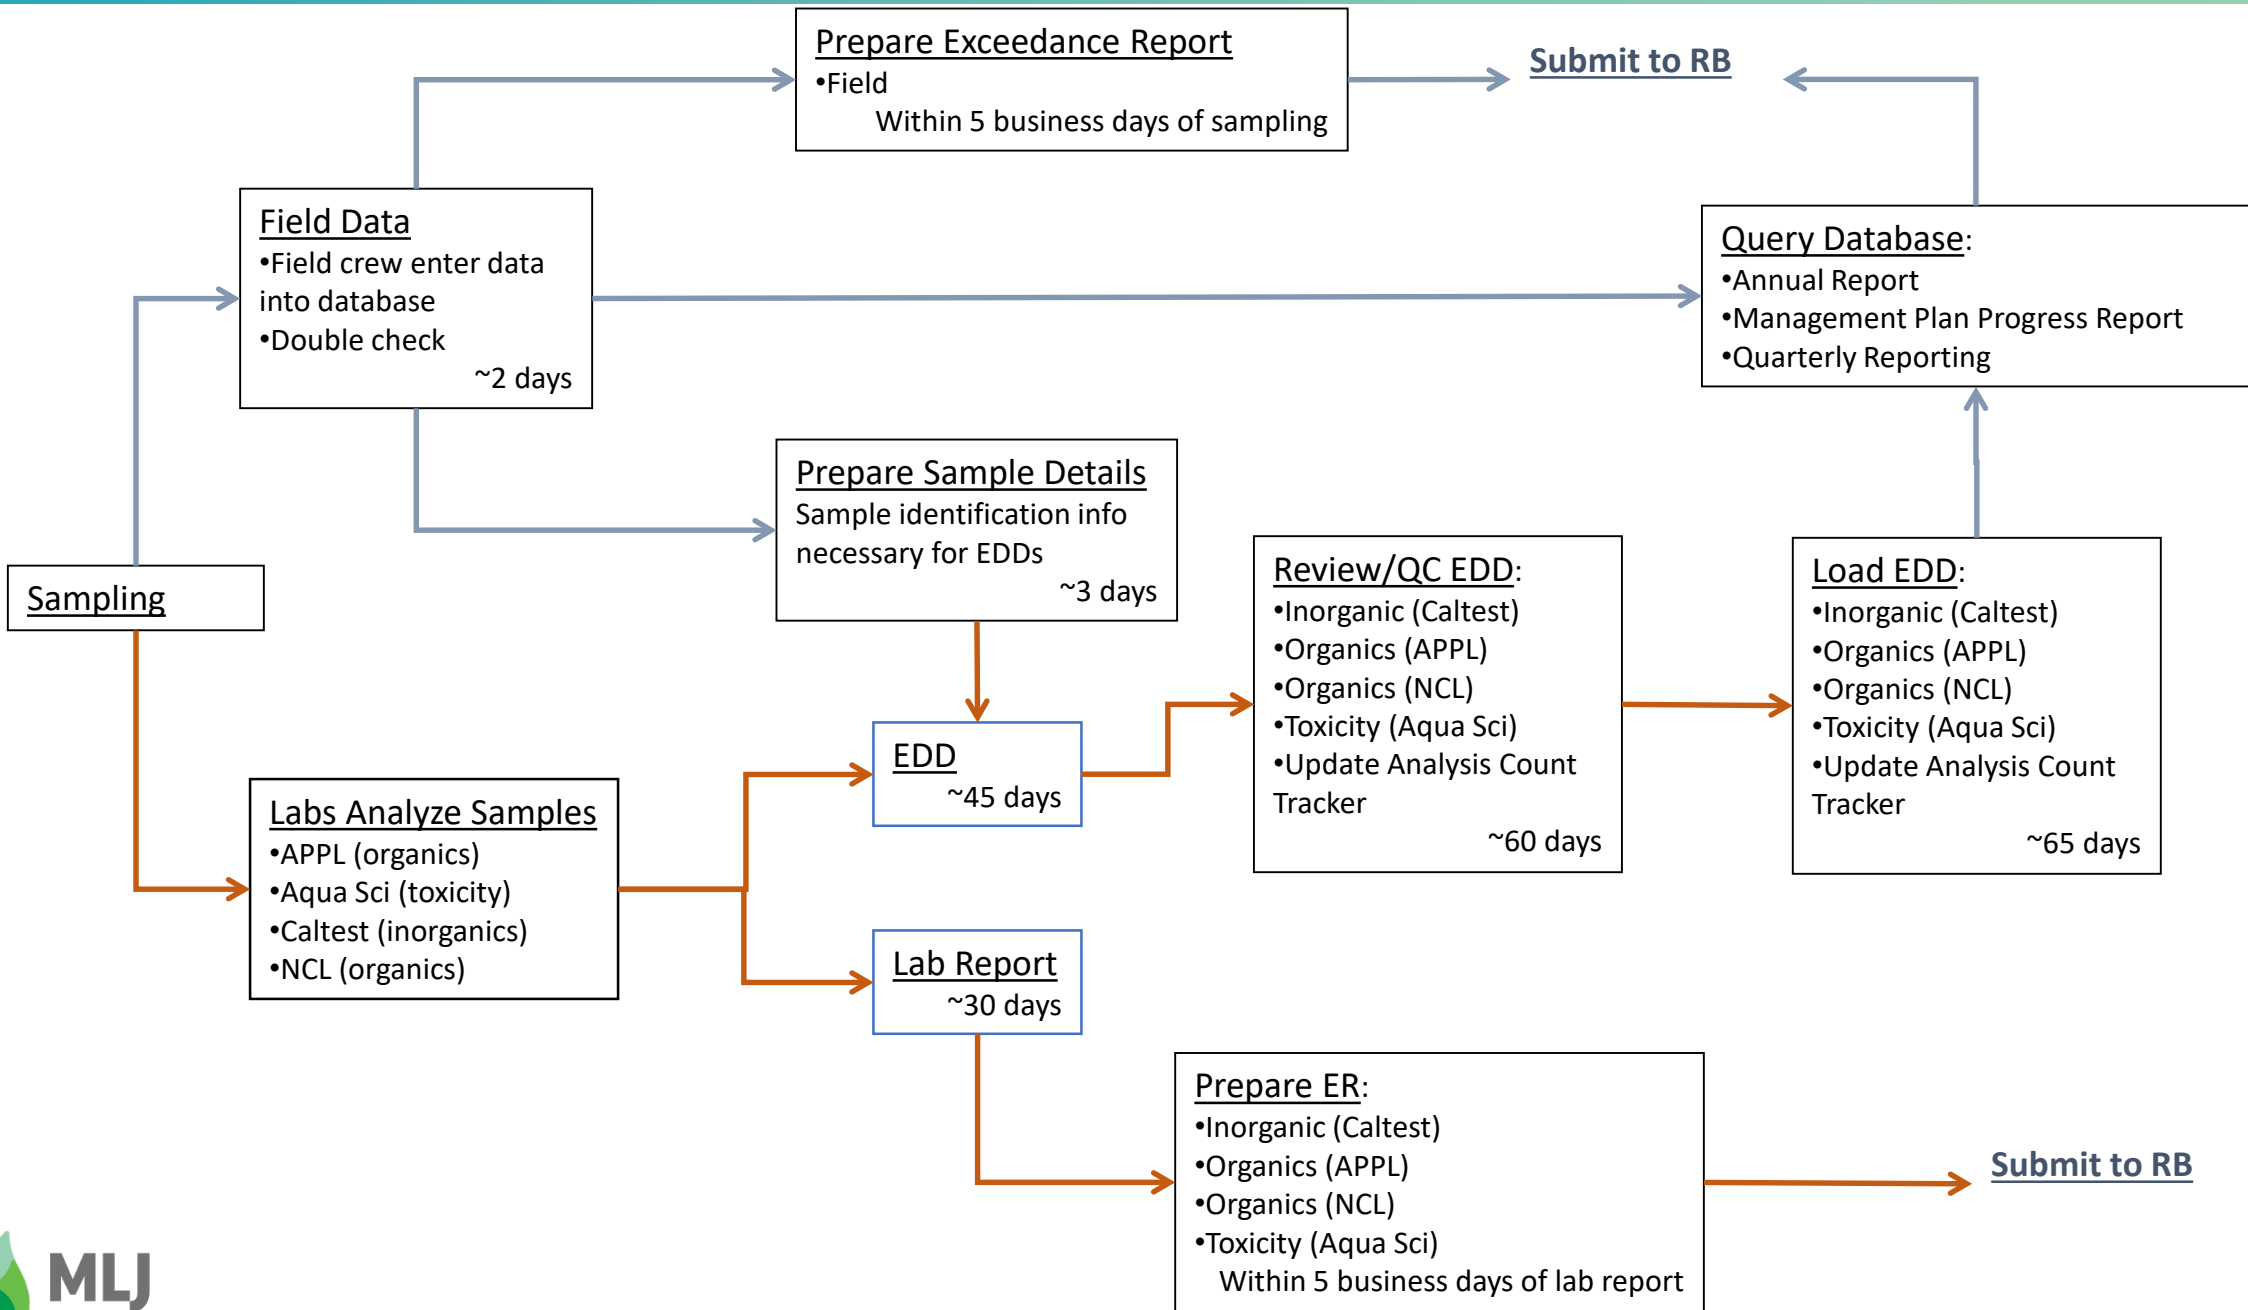 Prepare Exceedance Report
•Field
Within 5 business days of sampling
Submit to RB
Field Data
•Field crew enter data
into database
•Double check
~2 days
Query Database:
•Annual Report
•Management Plan Progress Report
•Quarterly Reporting
Prepare Sample Details
Sample identification info
necessary for EDDs
~3 days
Sampling
Review/QC EDD:
•Inorganic (Caltest)
•Organics (APPL)
•Organics (NCL)
•Toxicity (Aqua Sci)
•Update Analysis Count
Tracker
~60 days
Load EDD:
•Inorganic (Caltest)
•Organics (APPL)
•Organics (NCL)
•Toxicity (Aqua Sci)
•Update Analysis Count
Tracker
~65 days
EDD
~45 days
Labs Analyze Samples
•APPL (organics)
•Aqua Sci (toxicity)
•Caltest (inorganics)
•NCL (organics)
Lab Report
~30 days
Prepare ER:
•Inorganic (Caltest)
•Organics (APPL)
•Organics (NCL)
•Toxicity (Aqua Sci)
Within 5 business days of lab report
Submit to RB
MLJ